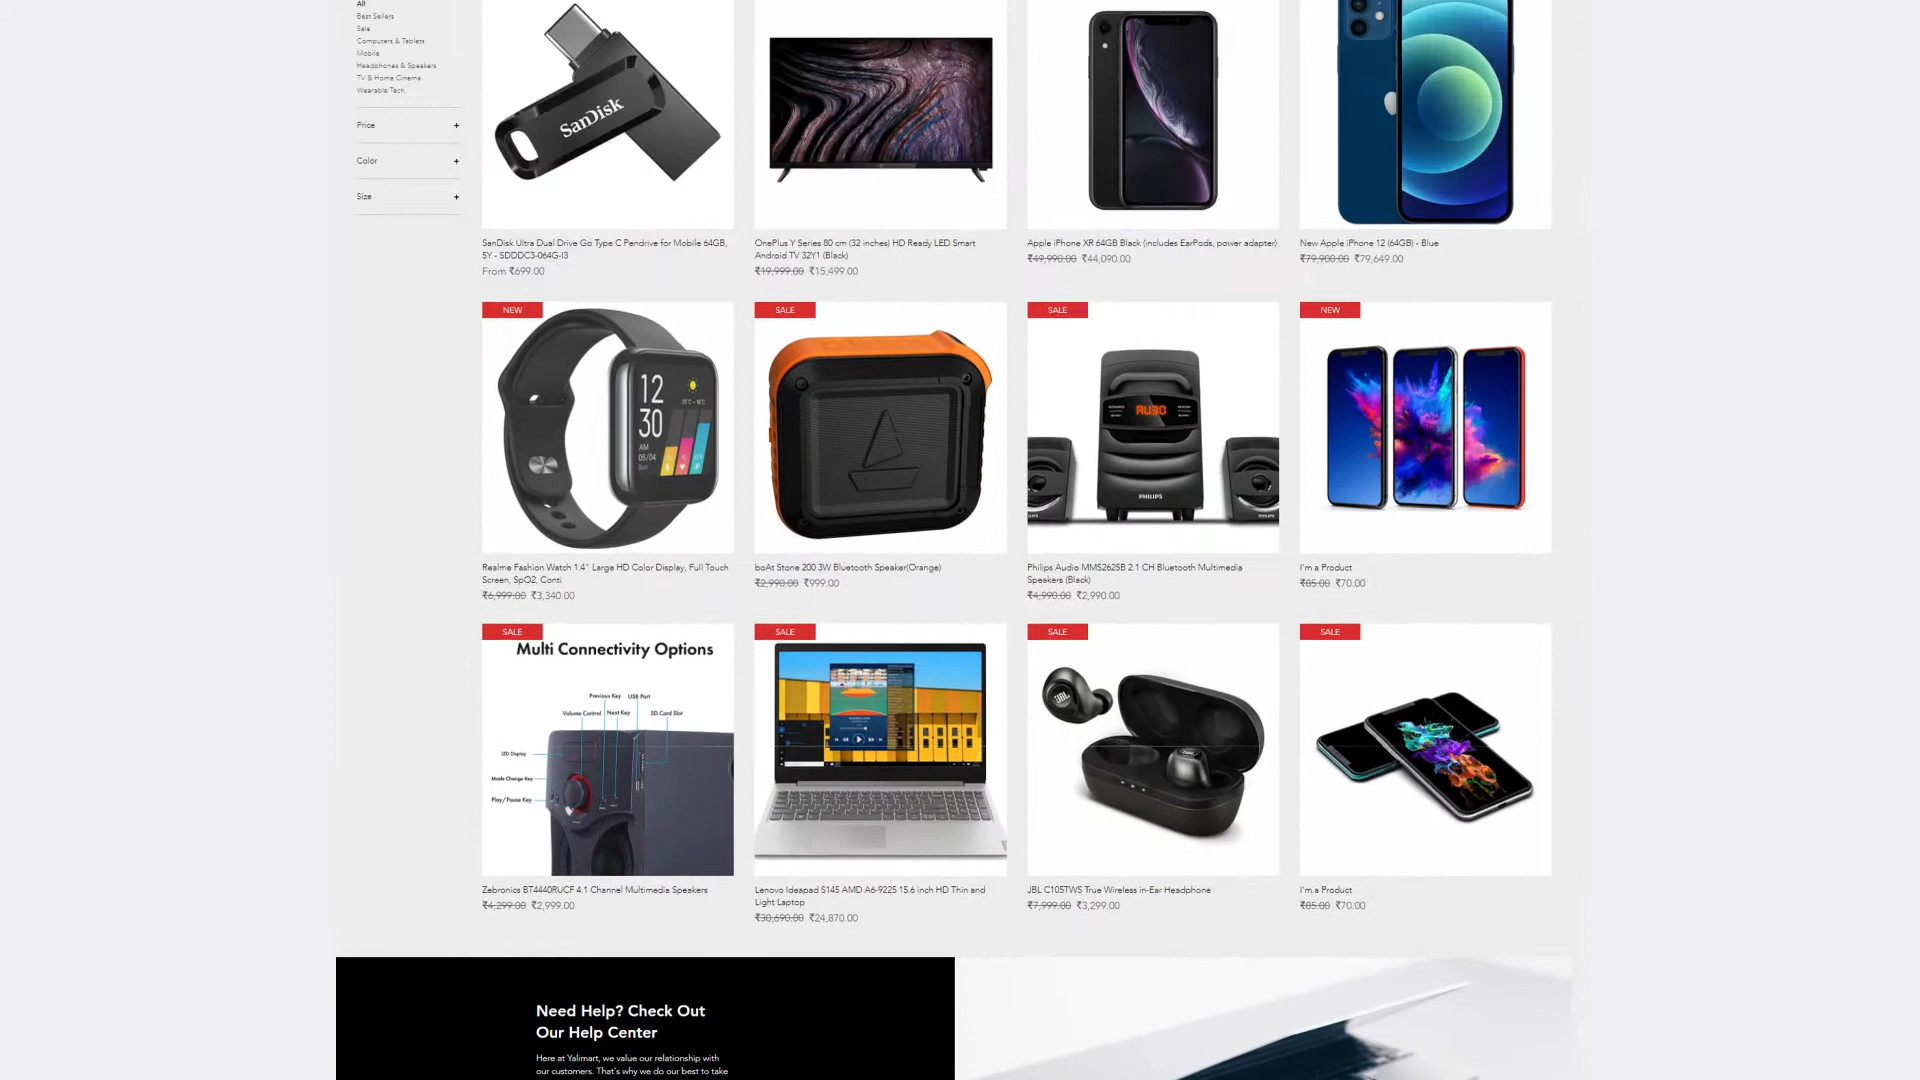 All
Best Sellers
Sale
Computers & Tablets
Mobile
Headphones & Speakers
TV & Home Cinema
Wearable Tech
Price +
Color +
Size +
SanDisk
SanDisk Ultra Dual Drive Go Type C Pendrive for Mobile 64GB,
5Y - SDDDC3-064G-I3
From ₹699.00
OnePlus Y Series 80 cm (32 inches) HD Ready LED Smart
Android TV 32Y1 (Black)
₹19,999.00 ₹15,499.00
Apple iPhone XR 64GB Black (includes EarPods, power adapter)
₹49,990.00 ₹44,090.00
New Apple iPhone 12 (64GB) - Blue
₹79,900.00 ₹79,649.00
NEW
12
30
AM
05/04
Sun
Realme Fashion Watch 1.4" Large HD Color Display, Full Touch
Screen, SpO2, Conti
₹6,999.00 ₹3,340.00
SALE
boAt Stone 200 3W Bluetooth Speaker(Orange)
₹2,990.00 ₹999.00
SALE
PHILIPS
Philips Audio MMS2625B 2.1 CH Bluetooth Multimedia
Speakers (Black)
₹4,990.00 ₹2,990.00
NEW
I'm a Product
₹85.00 ₹70.00
SALE
Multi Connectivity Options
Previous Key USB Port
Volume Control Next Key SD Card Slot
LED Display
Mode Change Key
Play/Pause Key
Zebronics BT4440RUCF 4.1 Channel Multimedia Speakers
₹4,299.00 ₹2,999.00
SALE
Lenovo Ideapad S145 AMD A6-9225 15.6 inch HD Thin and
Light Laptop
₹30,690.00 ₹24,870.00
SALE
JBL
JBL C105TWS True Wireless in-Ear Headphone
₹7,999.00 ₹3,299.00
SALE
I'm a Product
₹85.00 ₹70.00
Need Help? Check Out
Our Help Center
Here at Yalimart, we value our relationship with
our customers. That's why we do our best to take